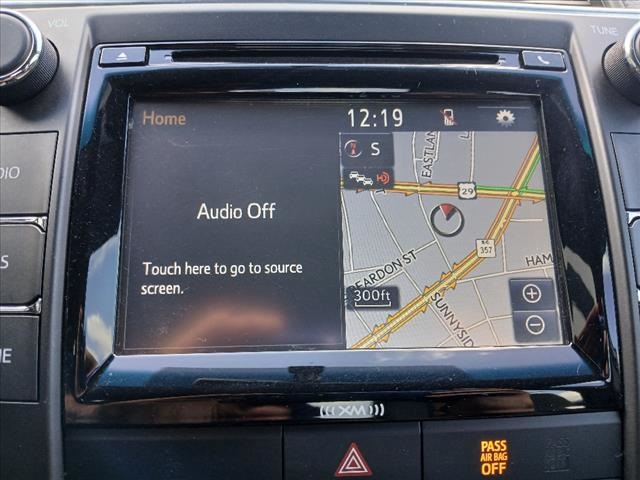 VOL
TUNE
Home
12:19
S
EASTLAN
29
Audio Off
S.C.
357
Touch here to go to source
screen.
REARDON ST
HAM
300ft
SUNNYSID
((( XM )))
PASS
AIR BAG
OFF